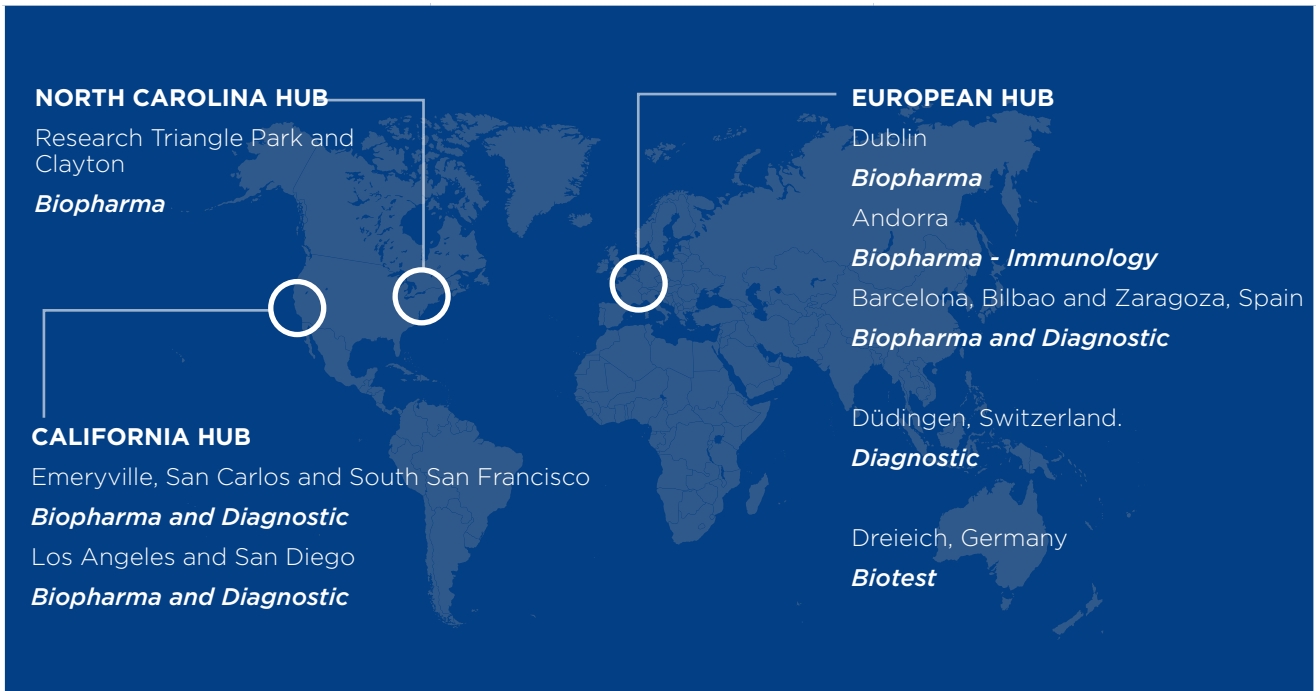 NORTH CAROLINA HUB
Research Triangle Park and
Clayton
Biopharma
CALIFORNIA HUB
Emeryville, San Carlos and South San Francisco
Biopharma and Diagnostic
Los Angeles and San Diego
Biopharma and Diagnostic
EUROPEAN HUB
Dublin
Biopharma
Andorra
Biopharma - Immunology
Barcelona, Bilbao and Zaragoza, Spain
Biopharma and Diagnostic
Düdingen, Switzerland.
Diagnostic
Dreieich, Germany
Biotest